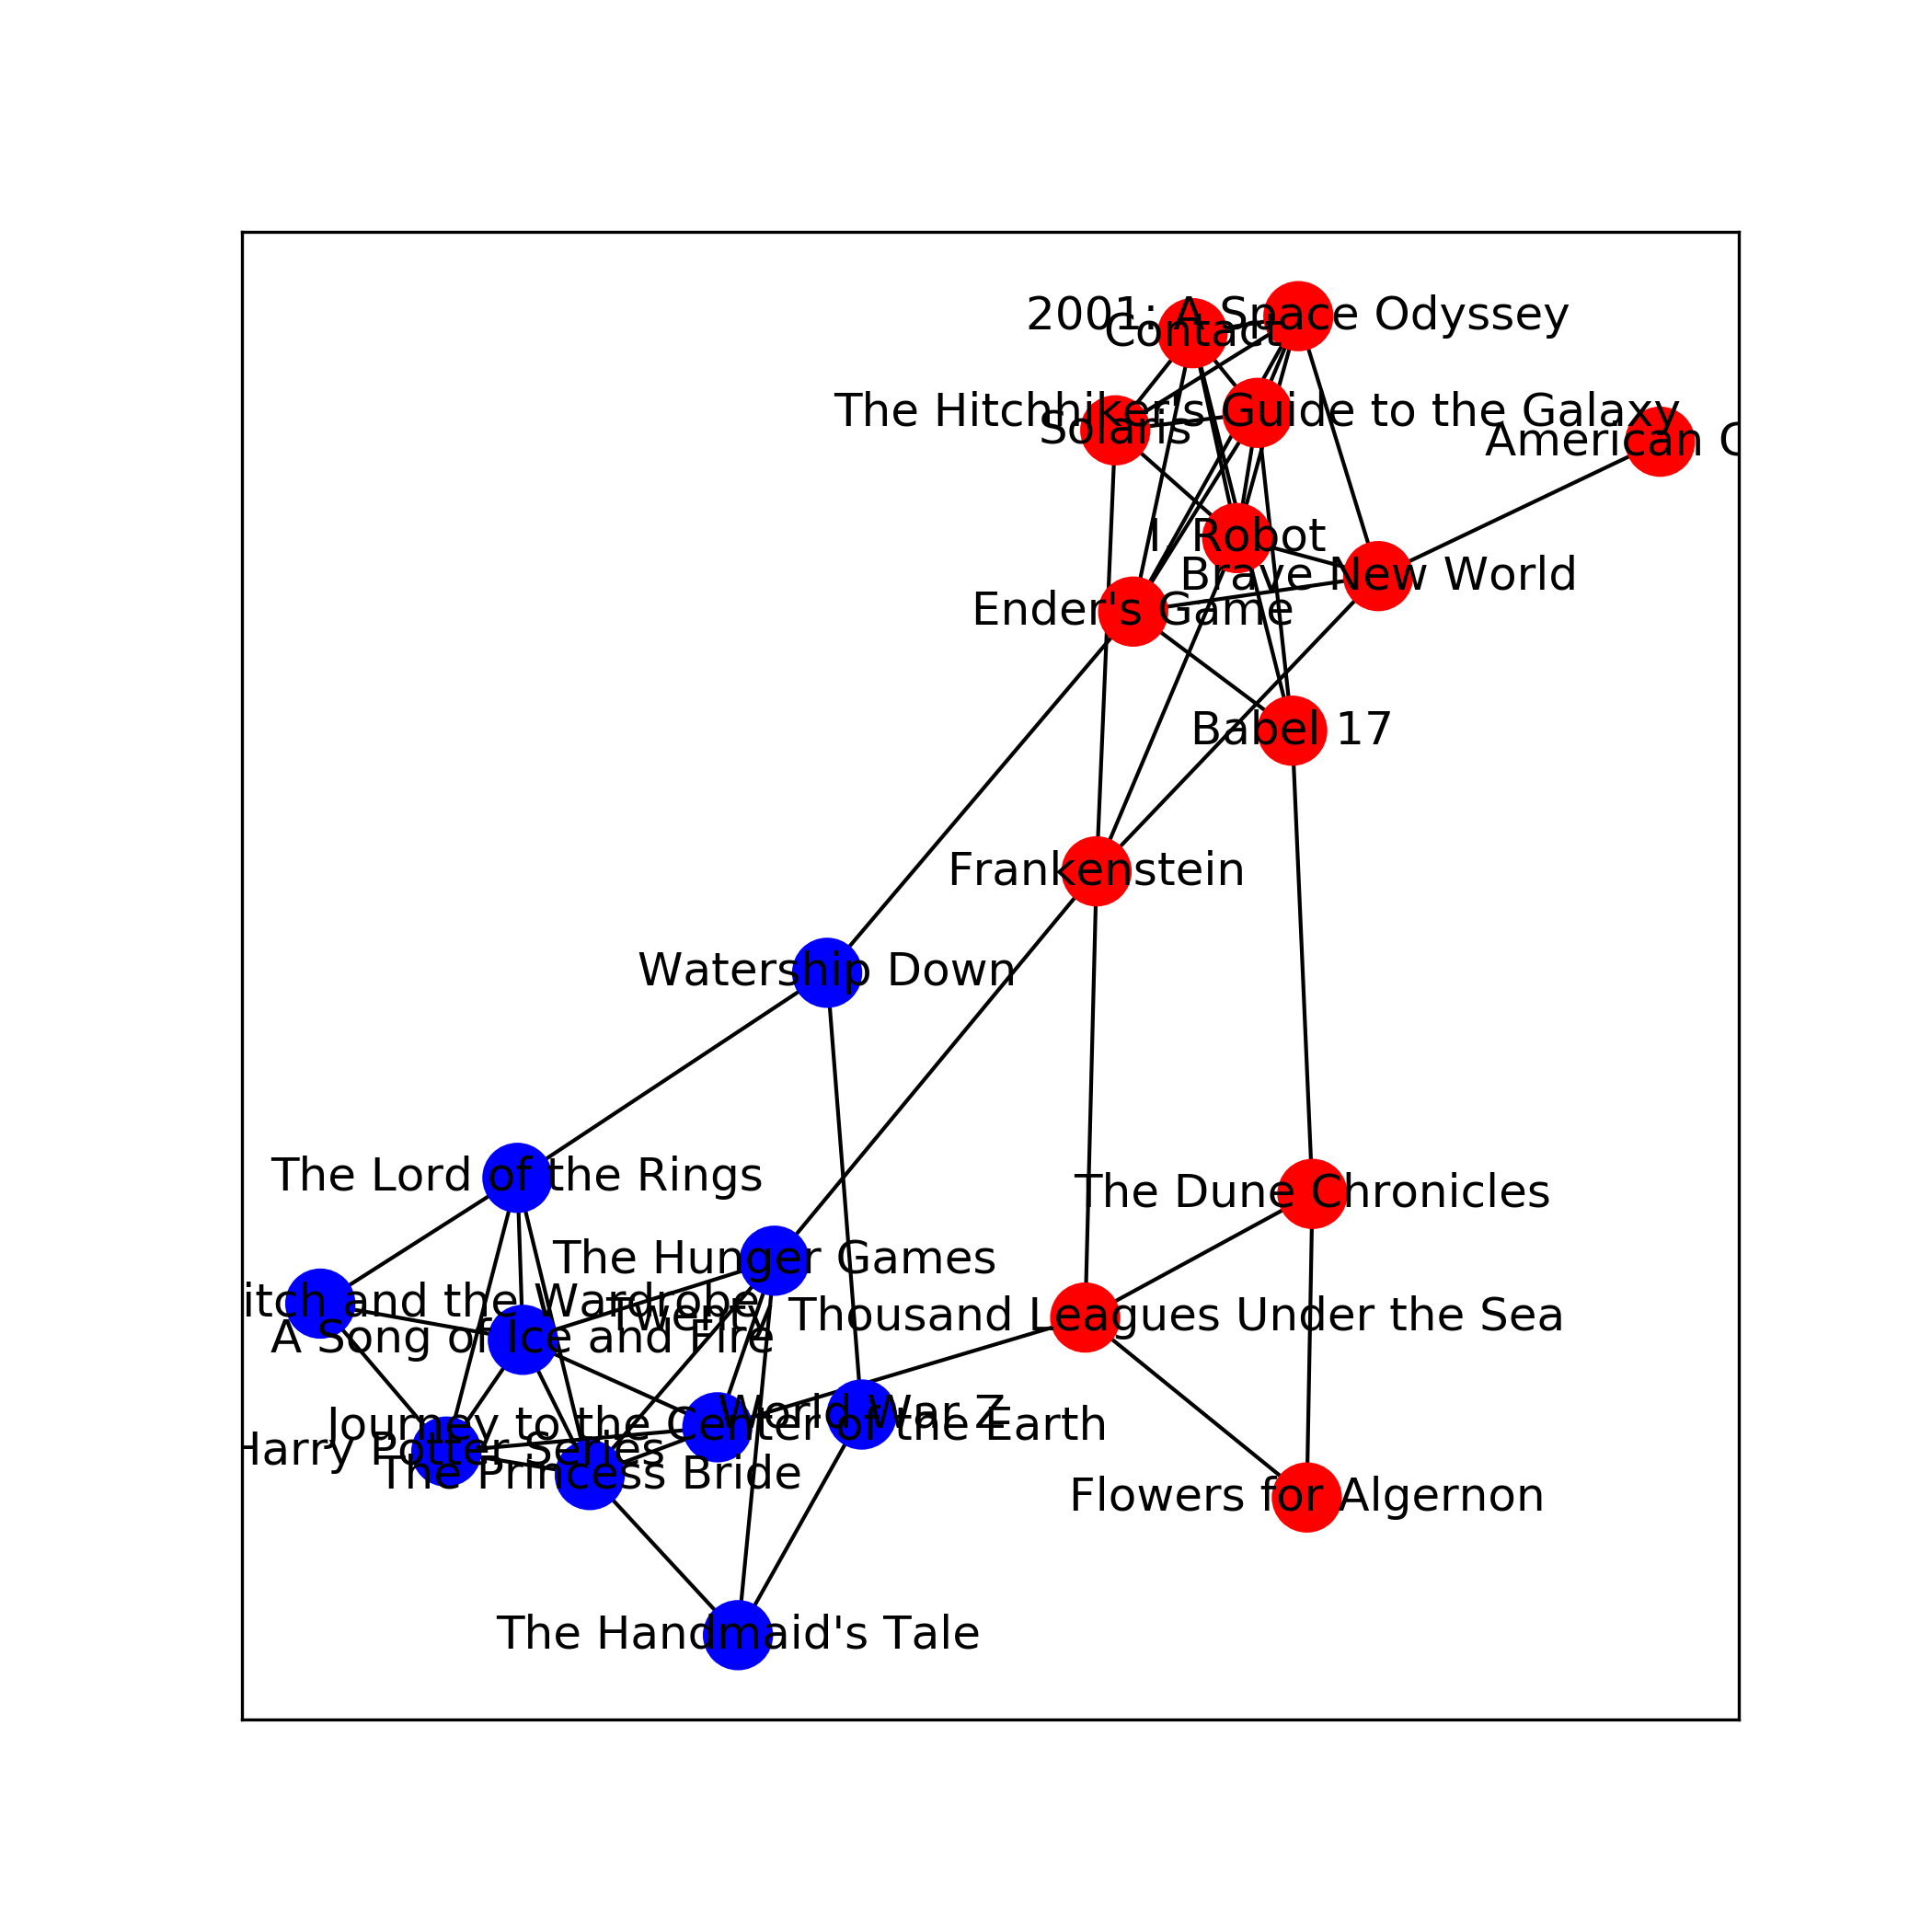 2001: A Space Odyssey
Contact
The Hitchhiker's Guide to the Galaxy
Solaris
American C
I, Robot
Brave New World
Ender's Game
Babel 17
Frankenstein
Watership Down
The Lord of the Rings
The Dune Chronicles
The Hunger Games
itch and the Wardrobe
Twenty Thousand Leagues Under the Sea
A Song of Ice and Fire
World War Z
Journey to the Center of the Earth
Harry Potter Series
The Princess Bride
Flowers for Algernon
The Handmaid's Tale